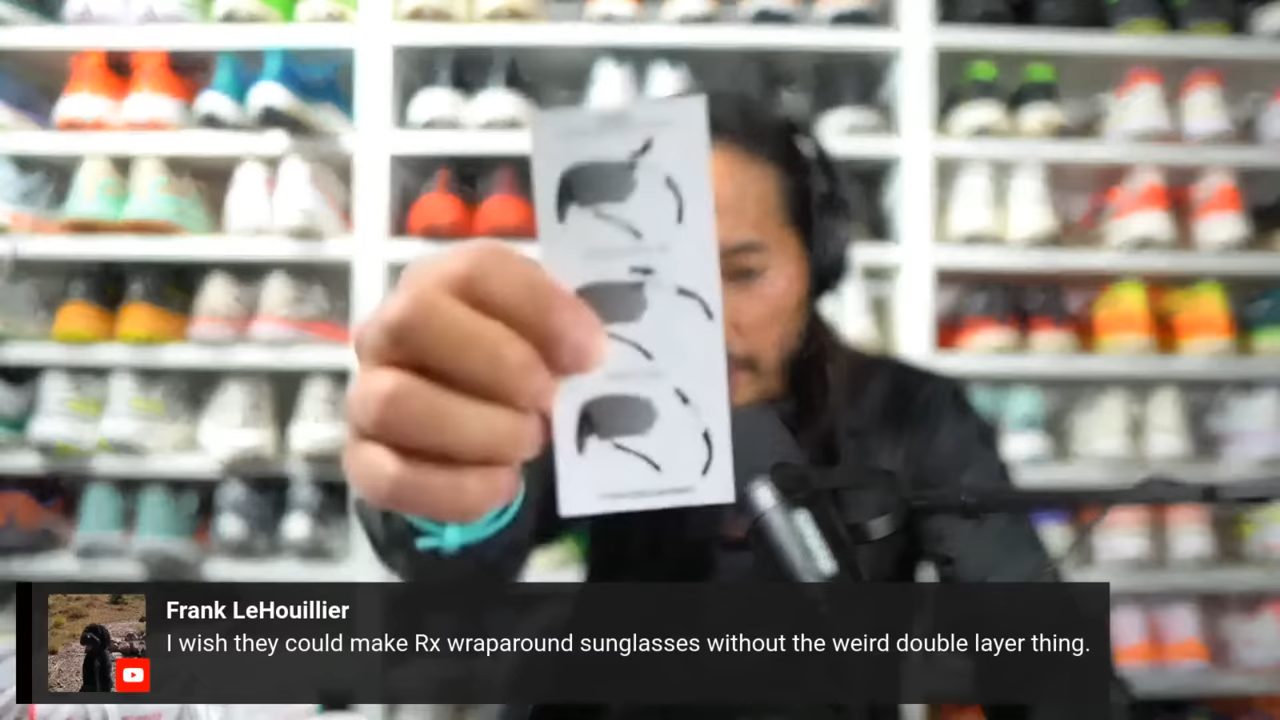 Frank LeHouillier
I wish they could make Rx wraparound sunglasses without the weird double layer thing.